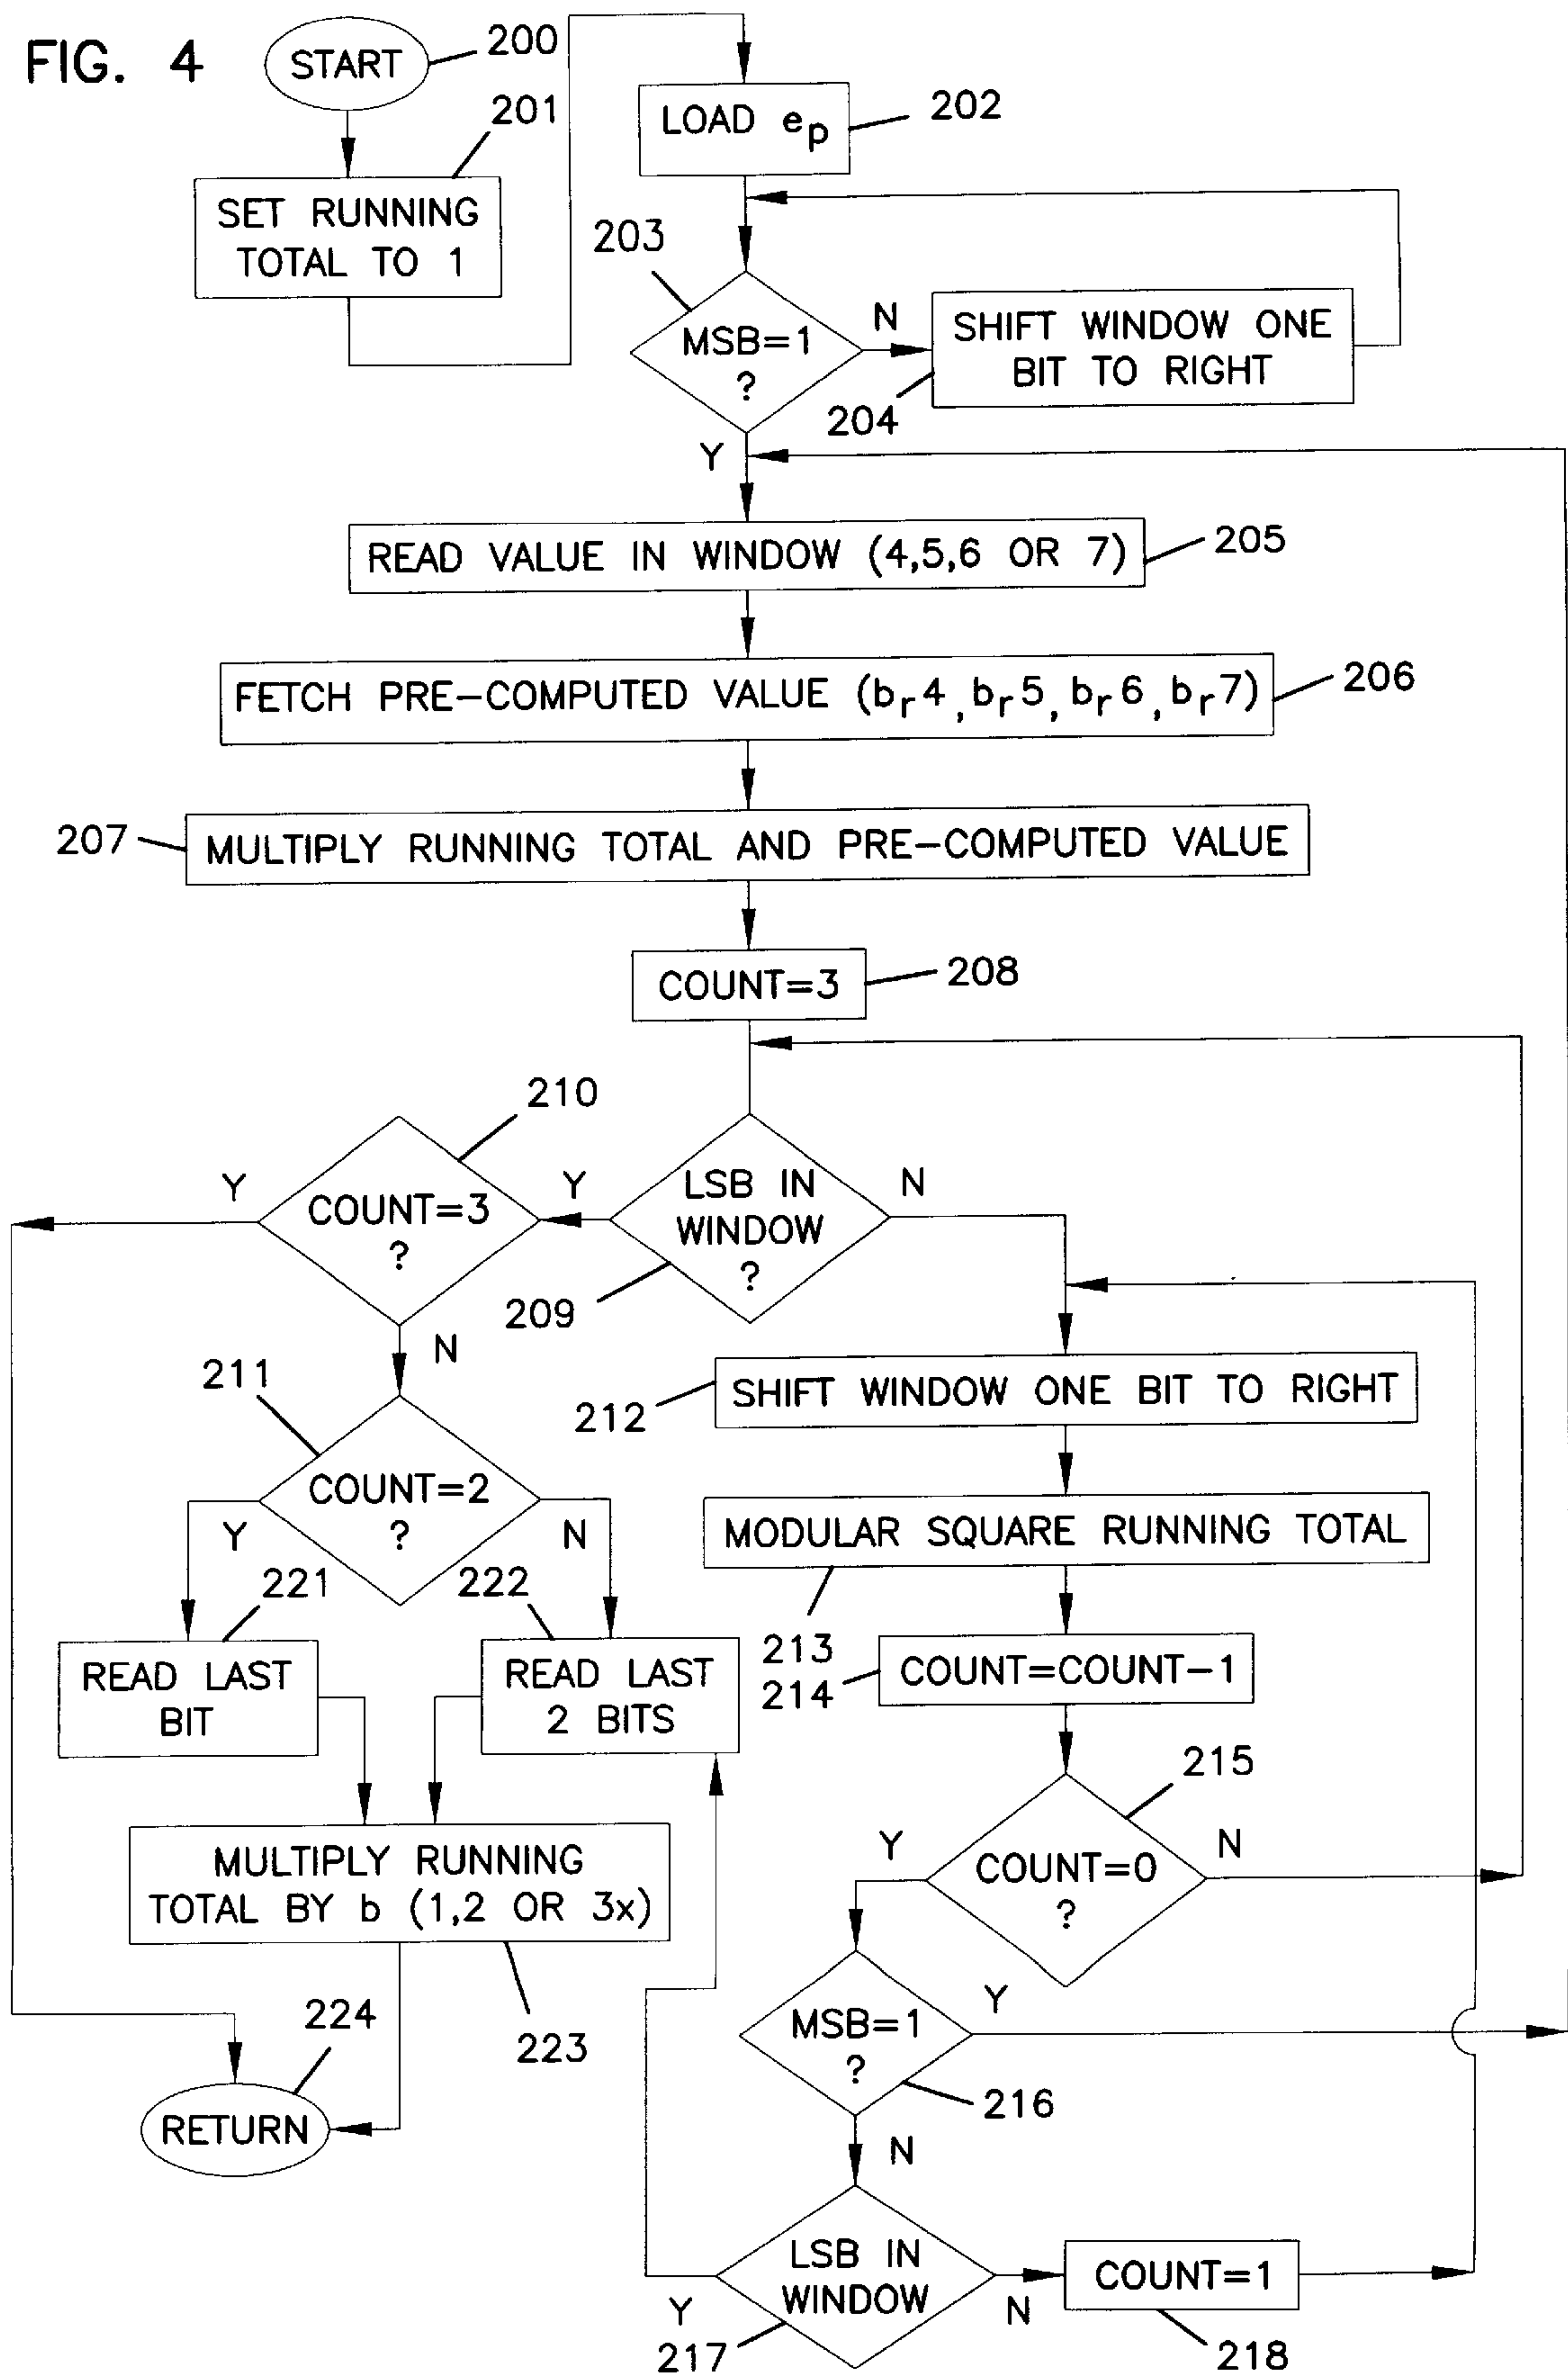 FIG. 4
START
200
201
SET RUNNING
TOTAL TO 1
LOAD ep
202
203
MSB=1
?
N
SHIFT WINDOW ONE
BIT TO RIGHT
204
Y
READ VALUE IN WINDOW (4,5,6 OR 7)
205
FETCH PRE-COMPUTED VALUE (br4,br5,br6,br7)
206
207
MULTIPLY RUNNING TOTAL AND PRE-COMPUTED VALUE
COUNT=3
208
210
Y
COUNT=3
?
Y
LSB IN
WINDOW
?
N
209
N
211
SHIFT WINDOW ONE BIT TO RIGHT
212
COUNT=2
?
Y
N
MODULAR SQUARE RUNNING TOTAL
221
222
213
READ LAST
BIT
READ LAST
2 BITS
214
COUNT=COUNT-1
215
Y
COUNT=0
?
N
MULTIPLY RUNNING
TOTAL BY b (1,2 OR 3x)
223
MSB=1
?
Y
216
N
224
RETURN
LSB IN
WINDOW
Y
N
217
COUNT=1
218